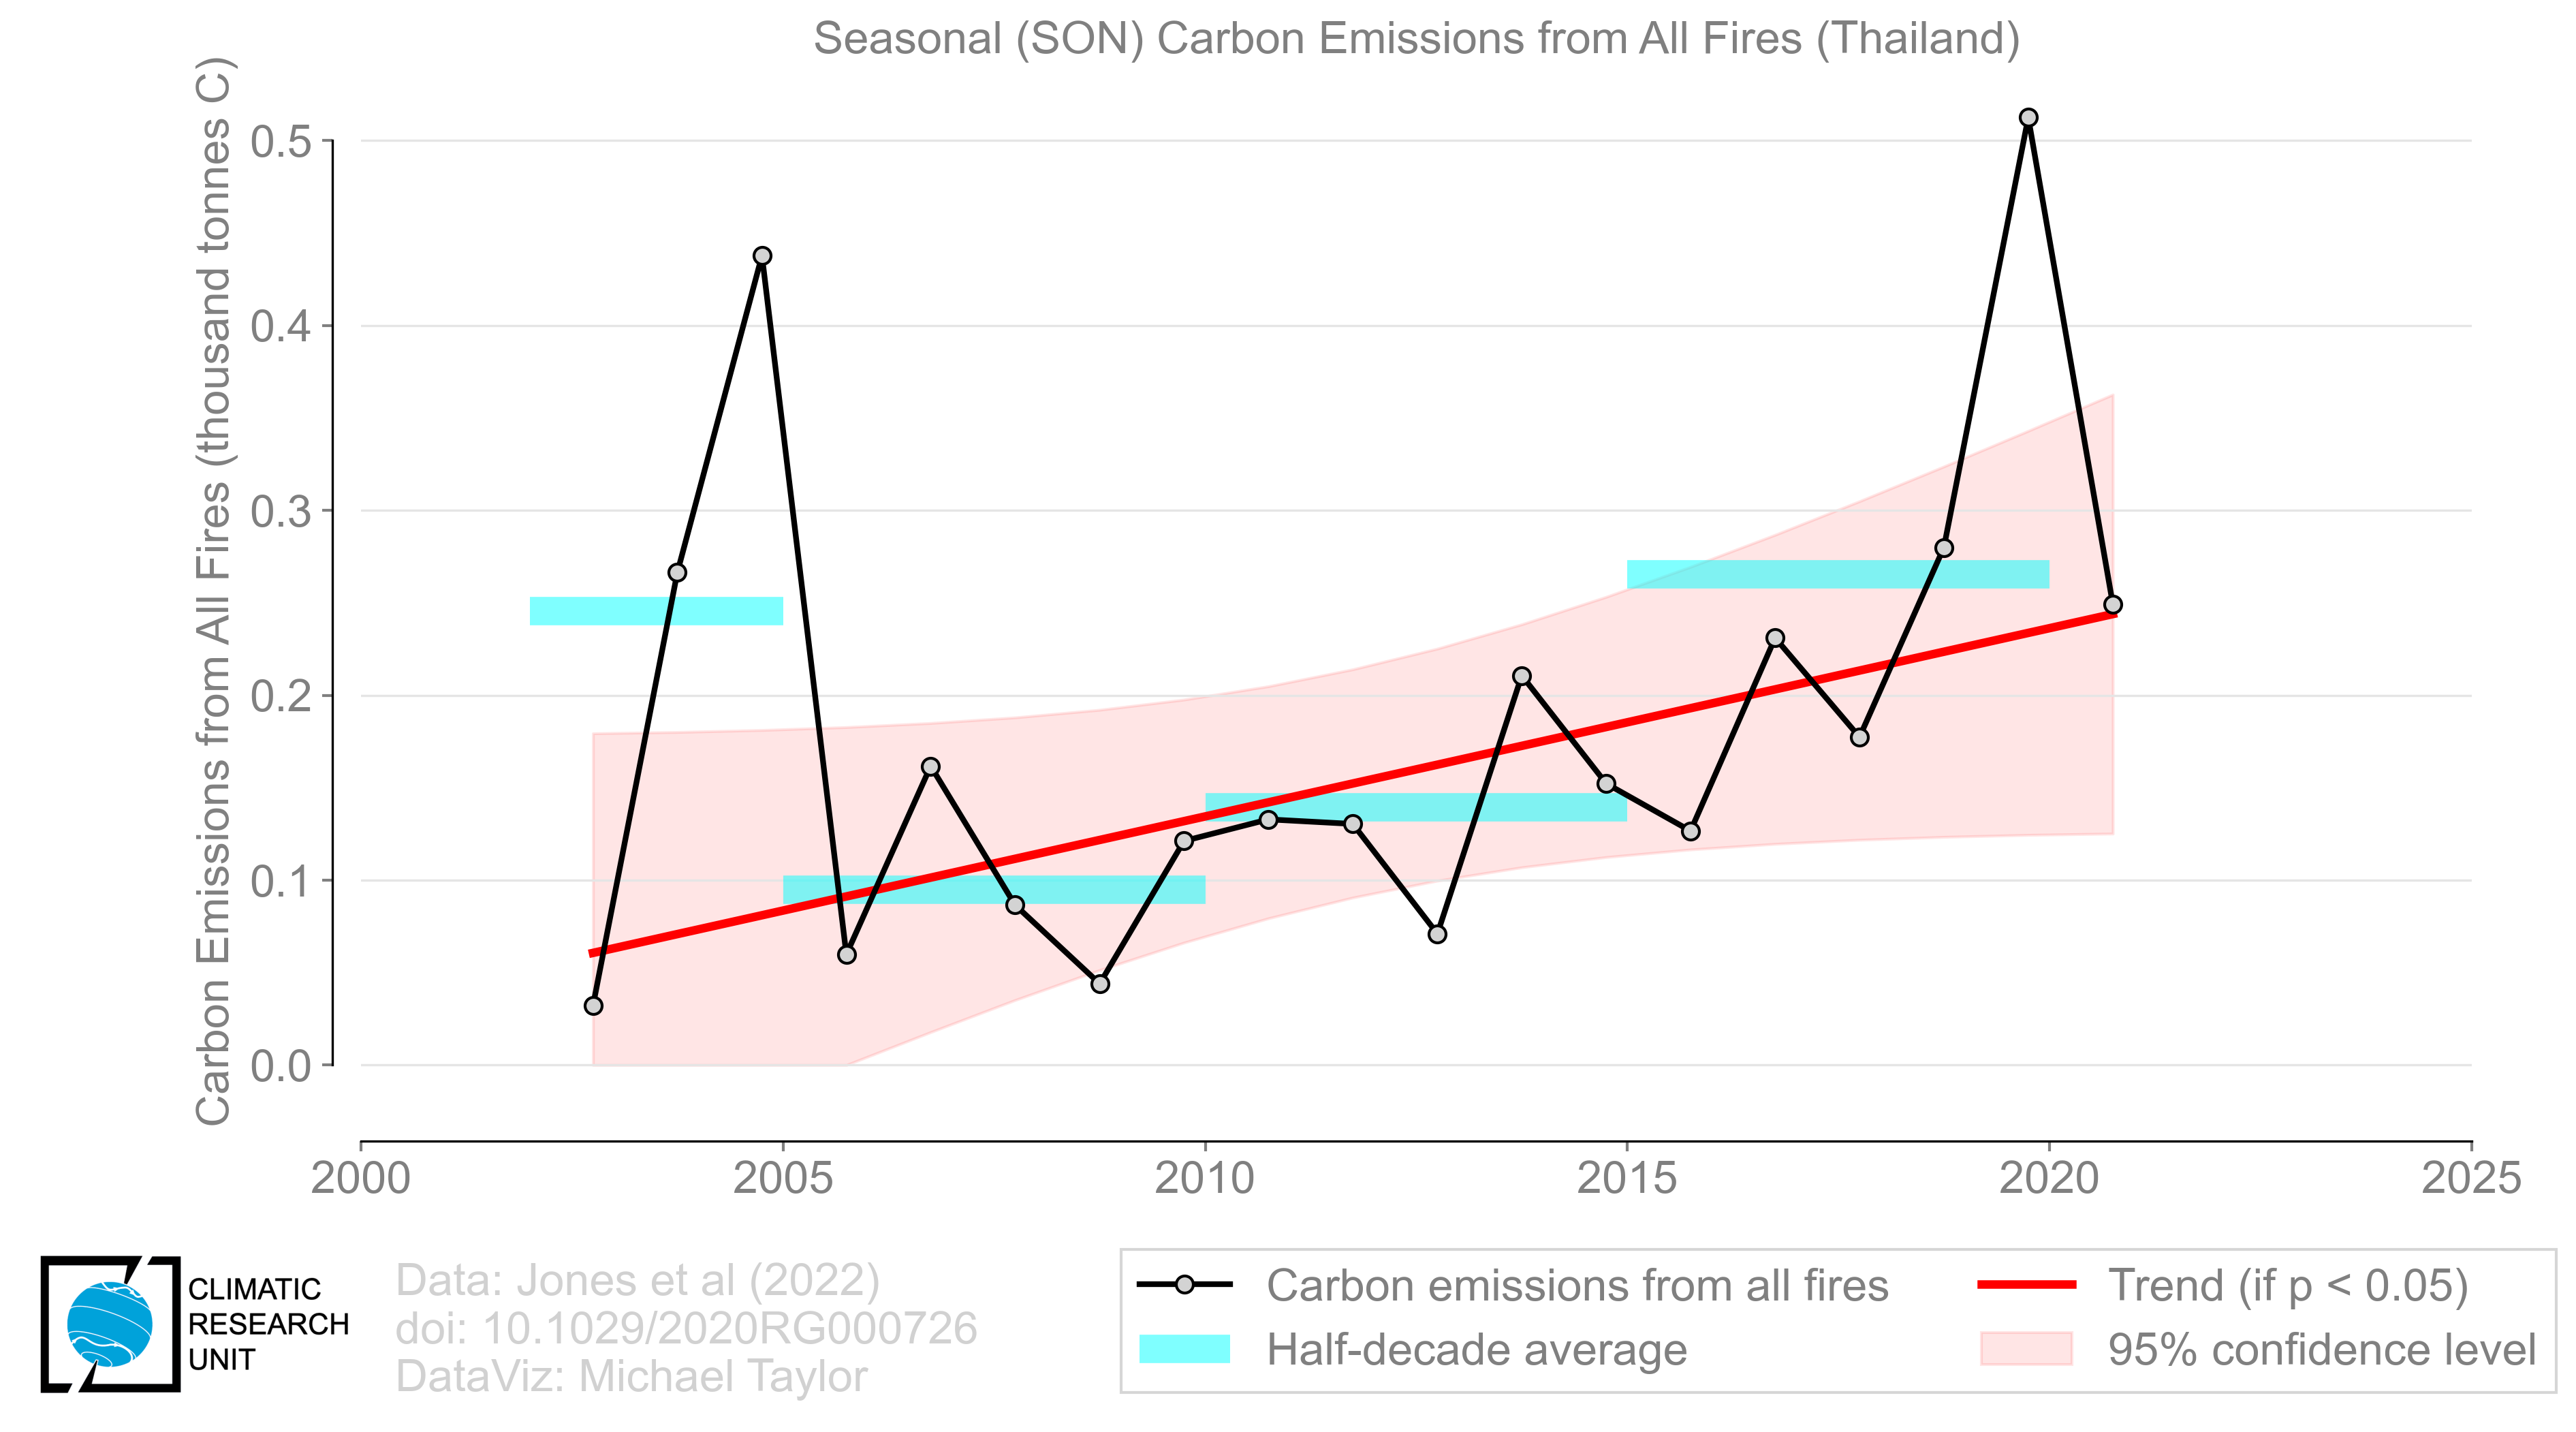 Seasonal (SON) Carbon Emissions from All Fires (Thailand)
Carbon Emissions from All Fires (thousand tonnes C)
0.5
0.4
0.3
0.2
0.1
0.0
2000
2005
2010
2015
2020
2025
CLIMATIC
RESEARCH
UNIT
Data: Jones et al (2022)
doi: 10.1029/2020RG000726
DataViz: Michael Taylor
Carbon emissions from all fires
Half-decade average
Trend (if p < 0.05)
95% confidence level